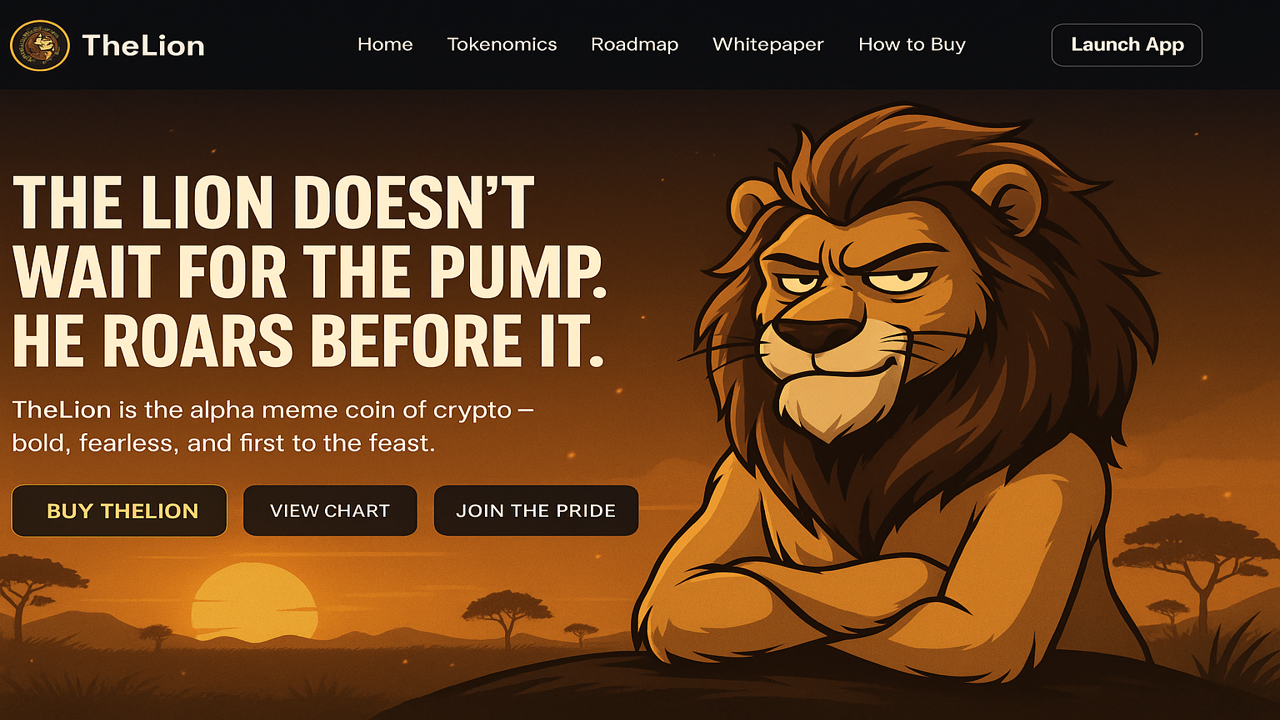 TheLion
Home
Tokenomics
Roadmap
Whitepaper
How to Buy
Launch App
THE LION DOESN’T
WAIT FOR THE PUMP.
HE ROARS BEFORE IT.
TheLion is the alpha meme coin of crypto –
bold, fearless, and first to the feast.
BUY THELION
VIEW CHART
JOIN THE PRIDE